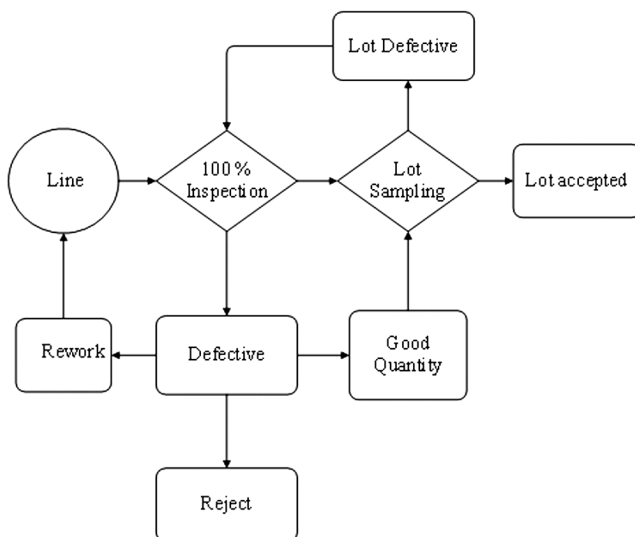 Lot Defective
Line
100%
Inspection
Lot
Sampling
Lot accepted
Rework
Defective
Good
Quantity
Reject